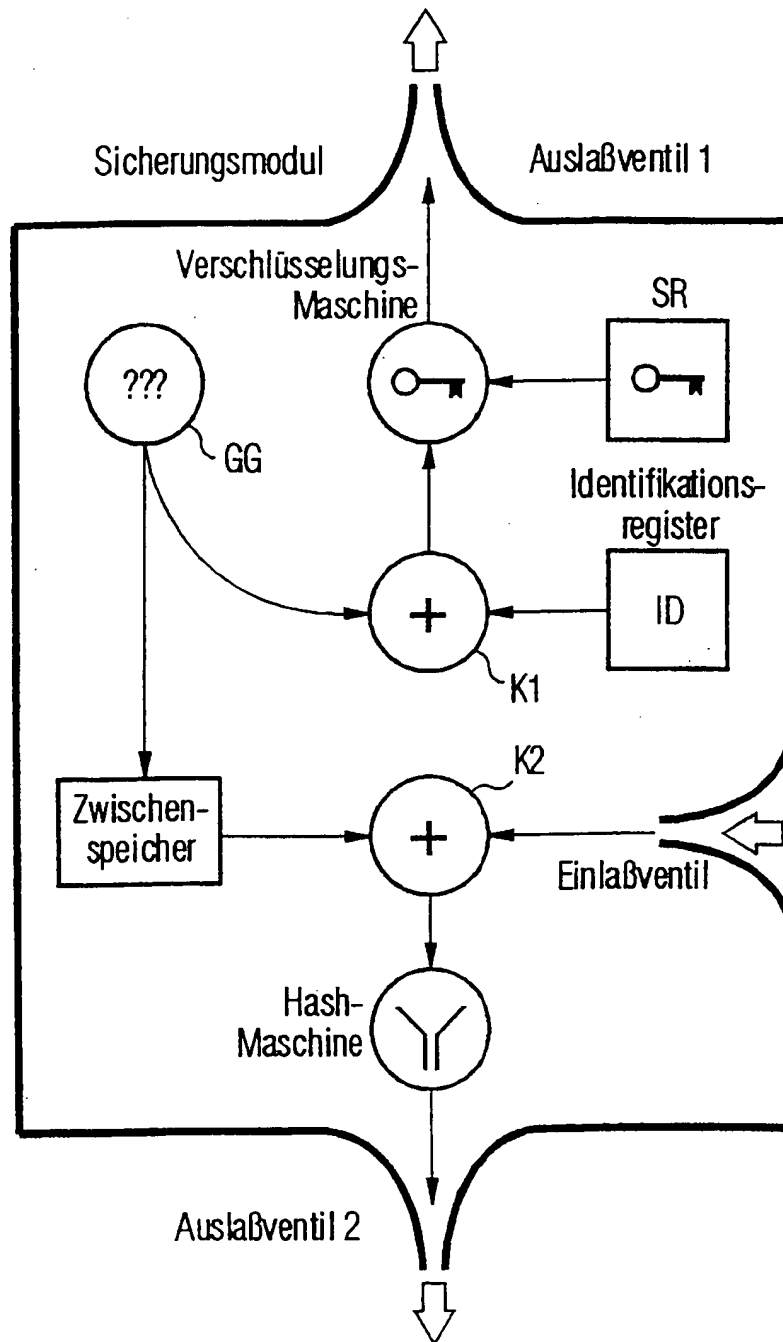 Sicherungsmodul
Auslaßventil 1
Verschlüsselungs-
Maschine
SR
???
GG
Identifikations-
register
+
ID
K1
K2
Zwischen-
speicher
+
Einlaßventil
Hash-
Maschine
Auslaßventil 2